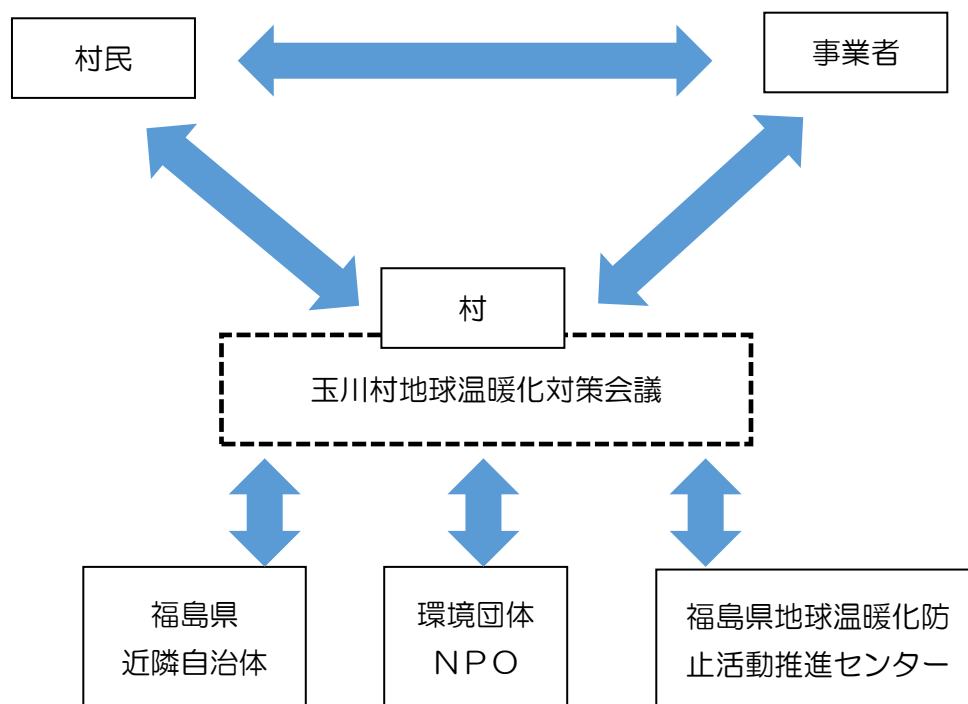 村民
事業者
村
玉川村地球温暖化対策会議
福島県
近隣自治体
環境団体
ＮＰＯ
福島県地球温暖化防
止活動推進センター